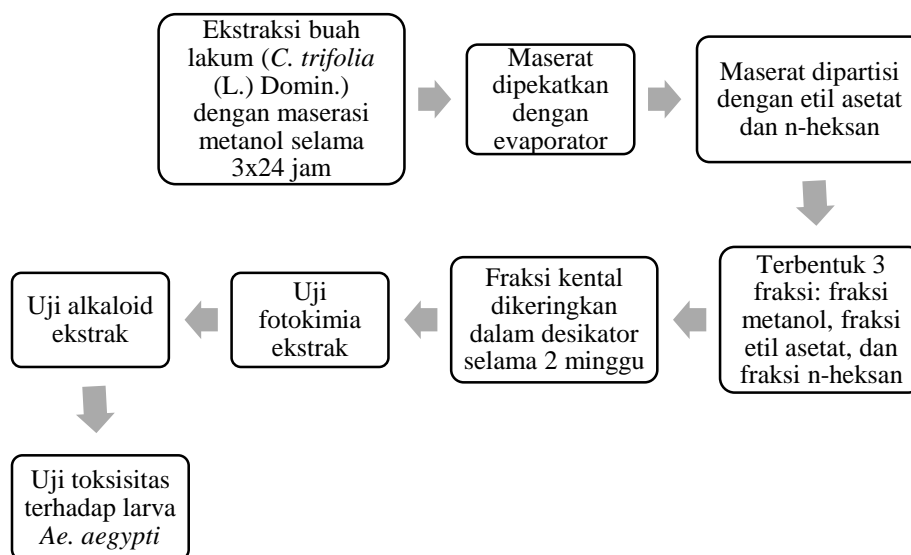 Ekstraksi buah
lakum (C. trifolia
(L.) Domin.)
dengan maserasi
metanol selama
3x24 jam
Maserat
dipekatkan
dengan
evaporator
Maserat dipartisi
dengan etil asetat
dan n-heksan
Terbentuk 3
fraksi: fraksi
metanol, fraksi
etil asetat, dan
fraksi n-heksan
Fraksi kental
dikeringkan
dalam desikator
selama 2 minggu
Uji
fotokimia
ekstrak
Uji alkaloid
ekstrak
Uji toksisitas
terhadap larva
Ae. aegypti